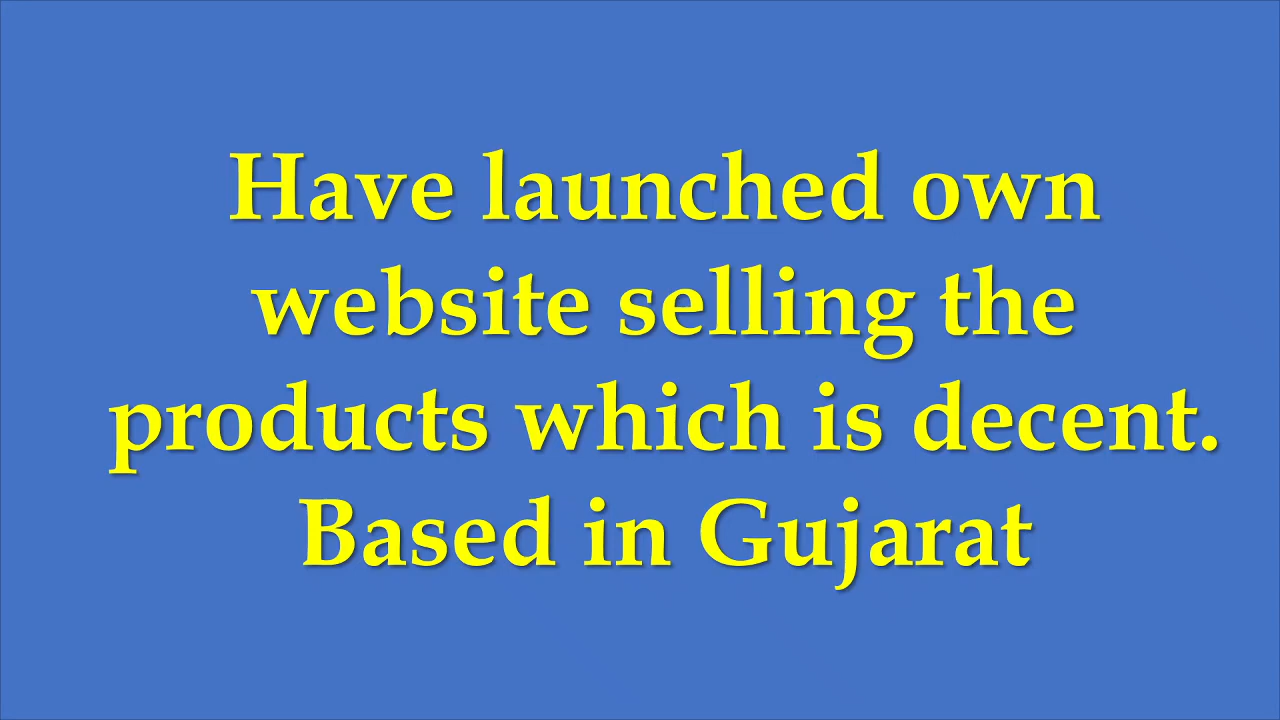 Have launched own
website selling the
products which is decent.
Based in Gujarat